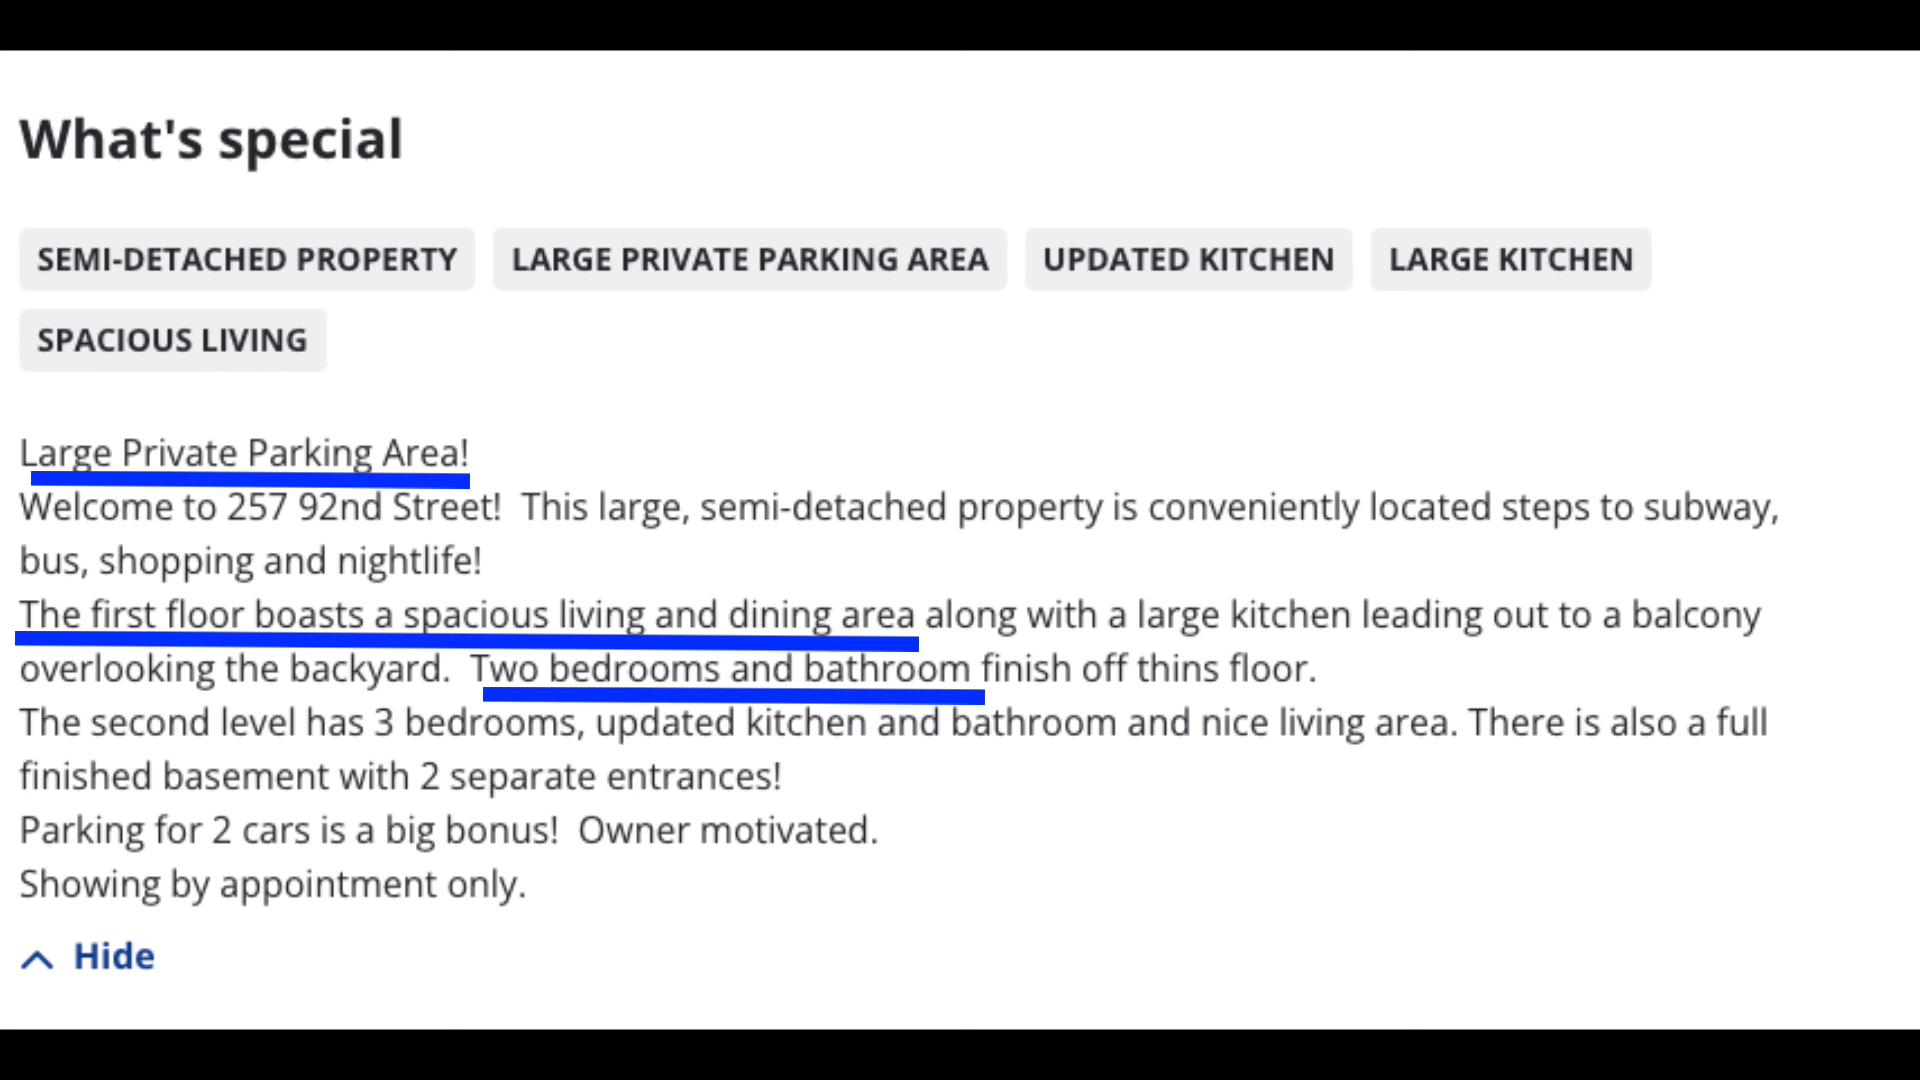 What's special
SEMI-DETACHED PROPERTY LARGE PRIVATE PARKING AREA UPDATED KITCHEN LARGE KITCHEN
SPACIOUS LIVING
Large Private Parking Area!
Welcome to 257 92nd Street!  This large, semi-detached property is conveniently located steps to subway,
bus, shopping and nightlife!
The first floor boasts a spacious living and dining area along with a large kitchen leading out to a balcony
overlooking the backyard.  Two bedrooms and bathroom finish off thins floor.
The second level has 3 bedrooms, updated kitchen and bathroom and nice living area. There is also a full
finished basement with 2 separate entrances!
Parking for 2 cars is a big bonus!  Owner motivated.
Showing by appointment only.
Hide